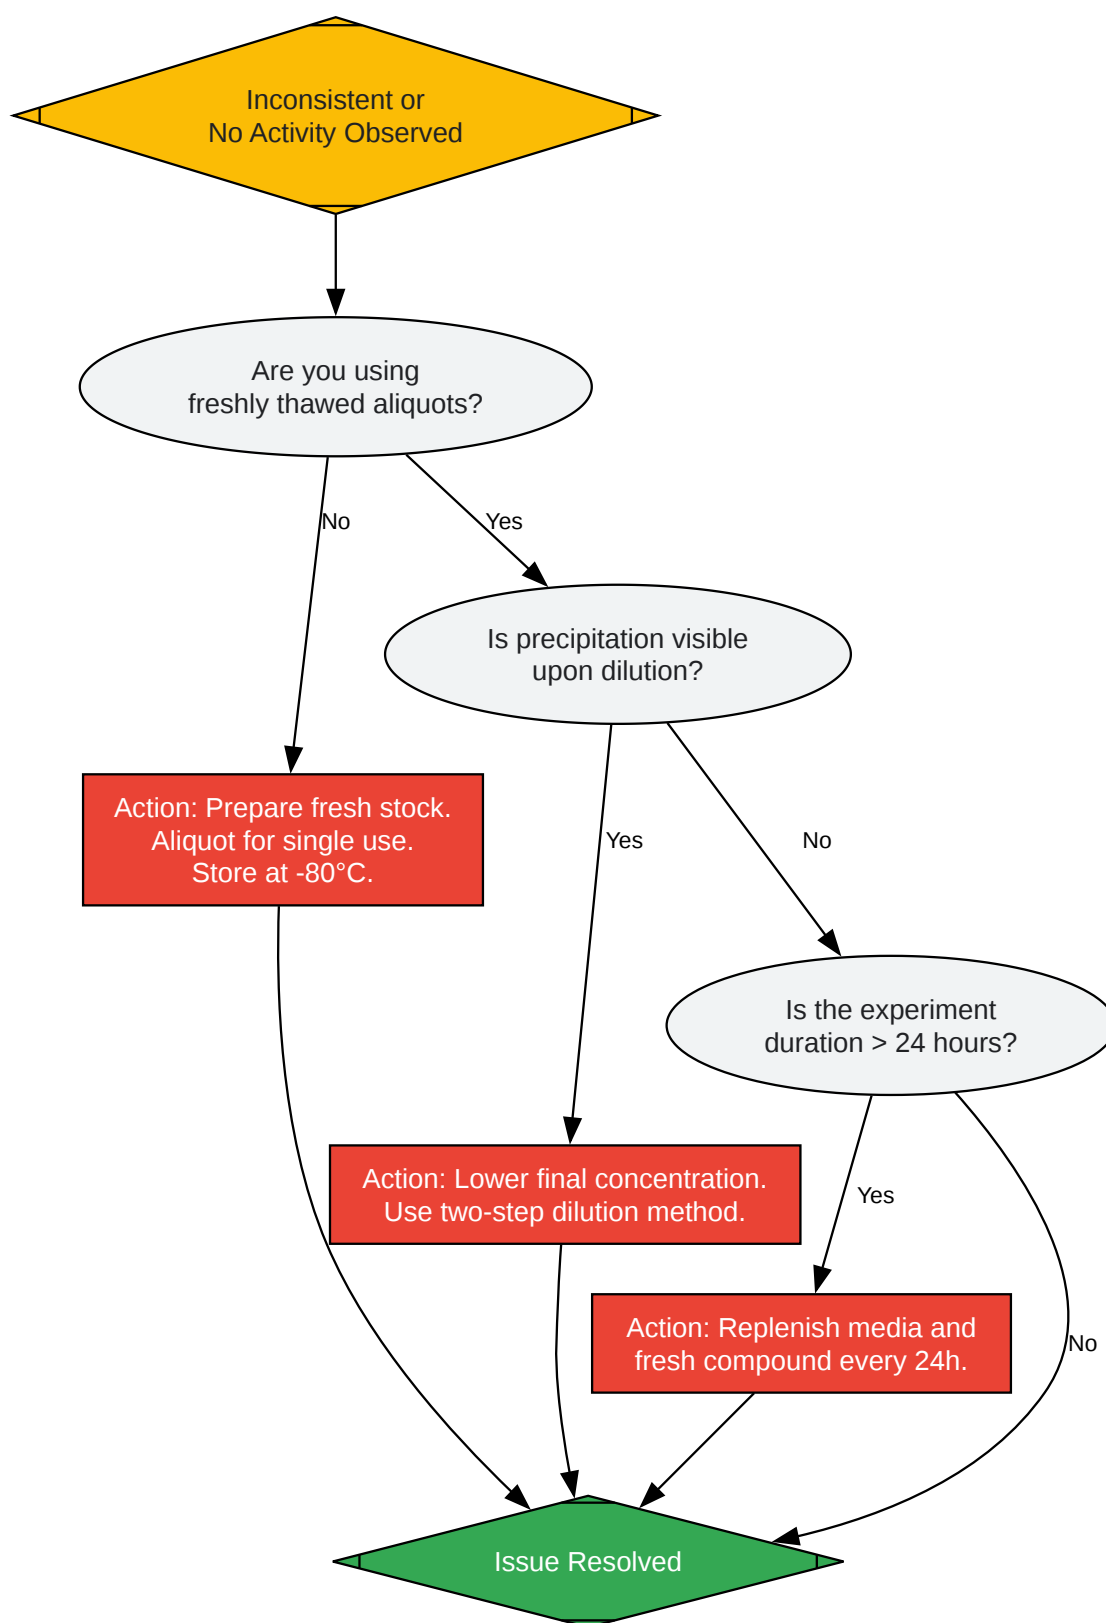 Inconsistent or
No Activity Observed
Are you using
freshly thawed aliquots?
No
Yes
Is precipitation visible
upon dilution?
Action: Prepare fresh stock.
Aliquot for single use.
Store at -80°C.
Yes
No
Is the experiment
duration > 24 hours?
Action: Lower final concentration.
Use two-step dilution method.
Yes
Action: Replenish media and
fresh compound every 24h.
No
Issue Resolved